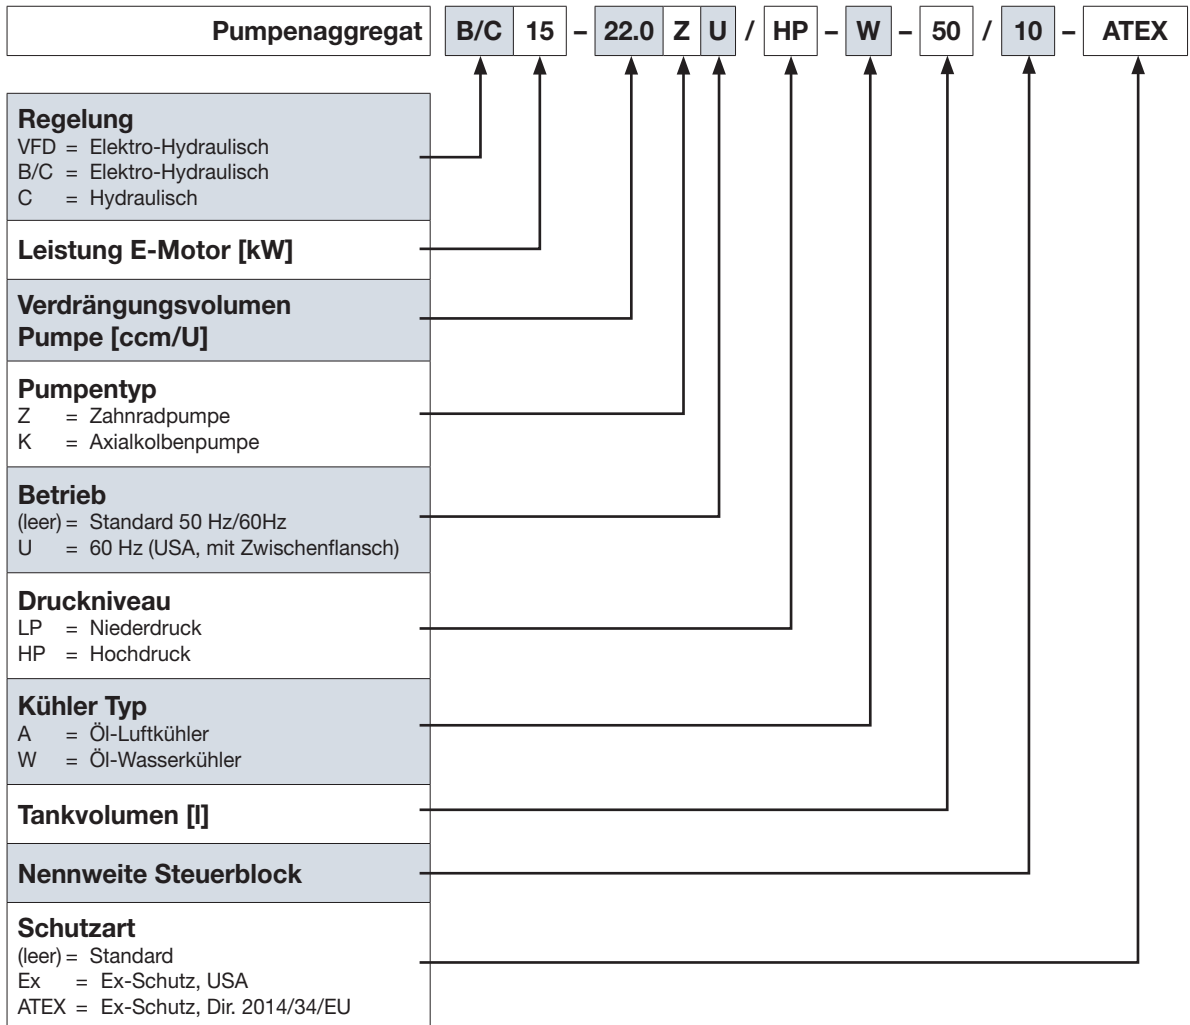 Pumpenaggregat B/C 15 – 22.0 Z U / HP – W – 50 / 10 – ATEX
Regelung
VFD = Elektro-Hydraulisch
B/C = Elektro-Hydraulisch
C = Hydraulisch
Leistung E-Motor [kW]
Verdrängungsvolumen
Pumpe [ccm/U]
Pumpentyp
Z = Zahnradpumpe
K = Axialkolbenpumpe
Betrieb
(leer) = Standard 50 Hz/60Hz
U = 60 Hz (USA, mit Zwischenflansch)
Druckniveau
LP = Niederdruck
HP = Hochdruck
Kühler Typ
A = Öl-Luftkühler
W = Öl-Wasserkühler
Tankvolumen [l]
Nennweite Steuerblock
Schutzart
(leer) = Standard
Ex = Ex-Schutz, USA
ATEX = Ex-Schutz, Dir. 2014/34/EU